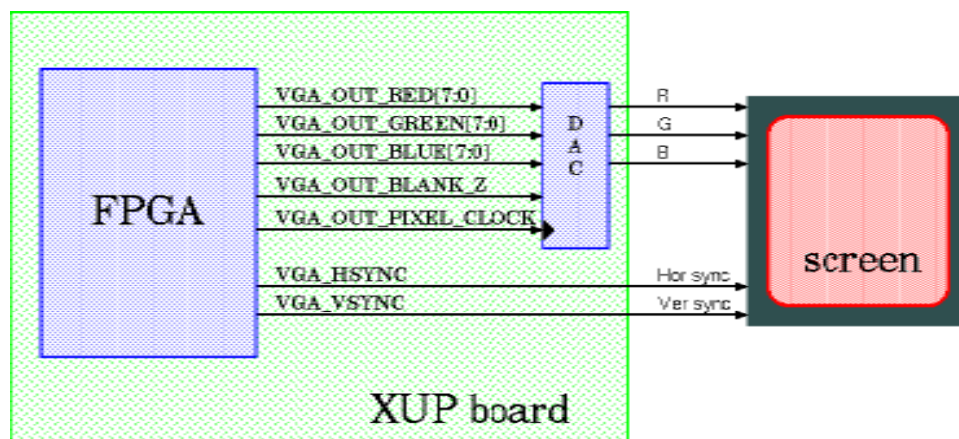 VGA_OUT_RED[7:0]
R
VGA_OUT_GREEN[7:0]
G
VGA_OUT_BLUE[7:0]
B
D
A
C
VGA_OUT_BLANK_Z
FPGA
VGA_OUT_PIXEL_CLOCK
screen
VGA_HSYNC
Hor sync
VGA_VSYNC
Ver sync
XUP board